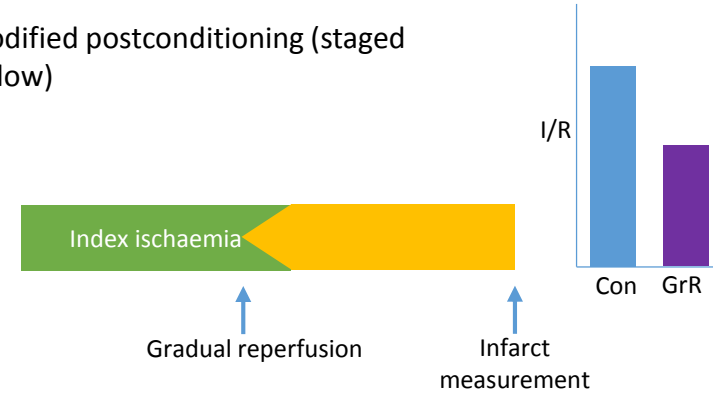 odified postconditioning (staged
low)
I/R
Index ischaemia
Con GrR
Gradual reperfusion
Infarct
measurement